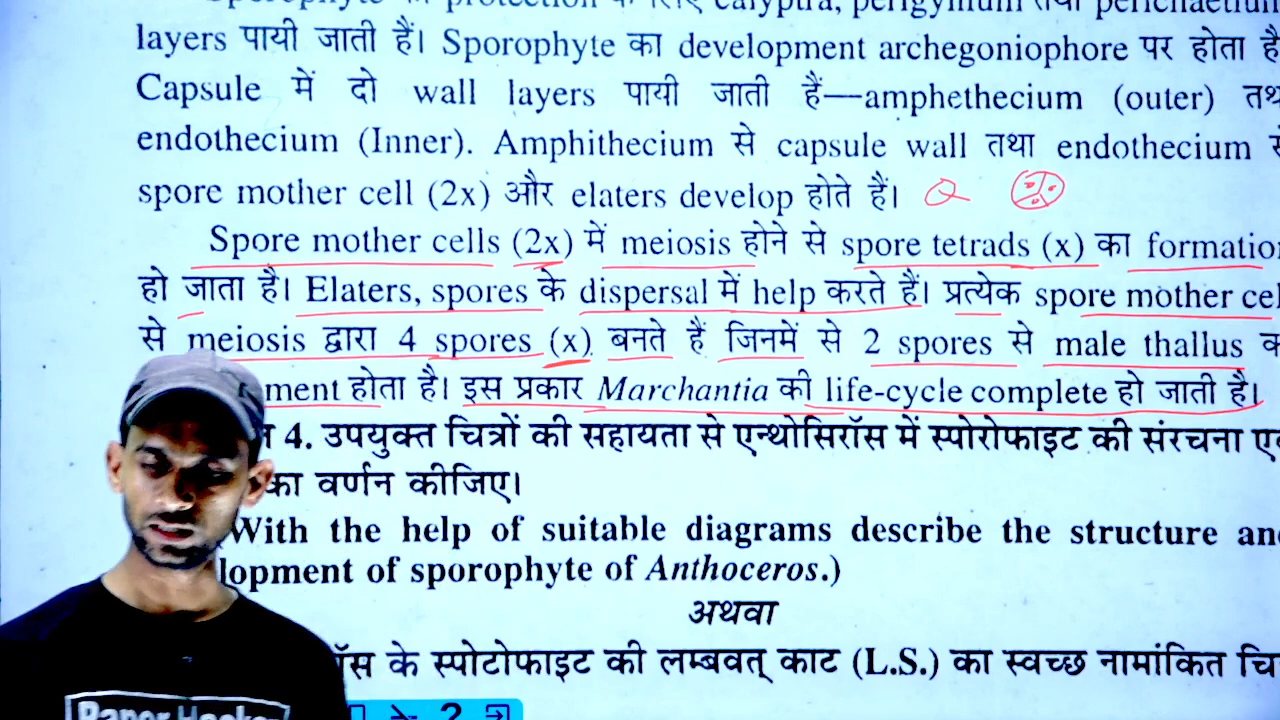 layers पायी जाती हैं। Sporophyte का development archegoniophore पर होता है
Capsule में दो wall layers पायी जाती हैं—amphethecium (outer)
endothecium (Inner). Amphithecium से capsule wall तथा endothecium
spore mother cell (2x) और elaters develop होते हैं।
Spore mother cells (2x) में meiosis होने से spore tetrads (x) का
हो जाता है। Elaters, spores के dispersal में help करते हैं। प्रत्येक spore mother
से meiosis द्वारा 4 spores (x) बनते हैं जिनमें से 2 spores से male thallus
ment होता है। इस प्रकार Marchantia की life-cycle complete हो जाती है।
4. उपयुक्त चित्रों की सहायता से एन्थोसिरॉस में स्पोरोफाइट की संरचना
का वर्णन कीजिए।
With the help of suitable diagrams describe the structure
lopment of sporophyte of Anthoceros.)
अथवा
ॉस के स्पोटोफाइट की लम्बवत् काट (L.S.) का स्वच्छ नामांकित